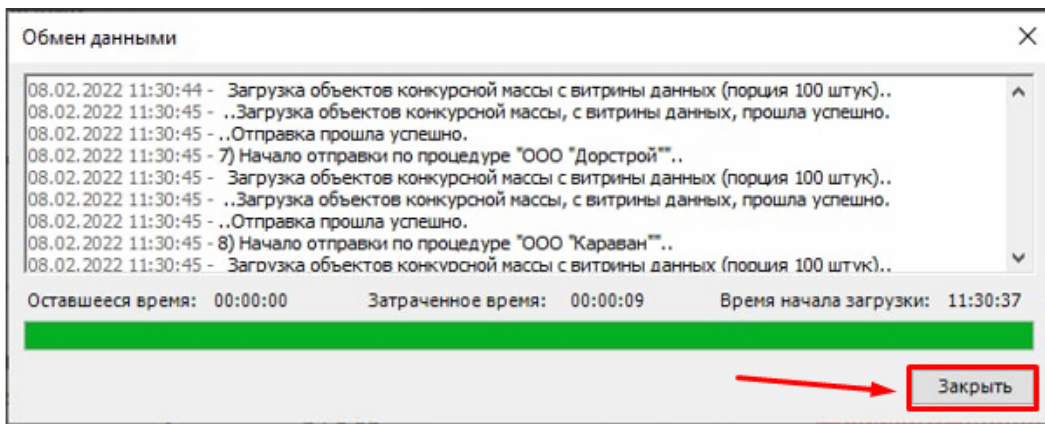 Обмен данными
08.02.2022 11:30:44 - Загрузка объектов конкурсной массы с витрины данных (порция 100 штук)..
08.02.2022 11:30:45 - ..Загрузка объектов конкурсной массы, с витрины данных, прошла успешно.
08.02.2022 11:30:45 - ..Отправка прошла успешно.
08.02.2022 11:30:45 - 7) Начало отправки по процедуре "ООО "Дорстрой""..
08.02.2022 11:30:45 - Загрузка объектов конкурсной массы с витрины данных (порция 100 штук)..
08.02.2022 11:30:45 - ..Загрузка объектов конкурсной массы, с витрины данных, прошла успешно.
08.02.2022 11:30:45 - ..Отправка прошла успешно.
08.02.2022 11:30:45 - 8) Начало отправки по процедуре "ООО "Караван""..
08.02.2022 11:30:45 - Загрузка объектов конкурсной массы с витрины данных (порция 100 штук)..
Оставшееся время: 00:00:00 Затраченное время: 00:00:09 Время начала загрузки: 11:30:37
Закрыть